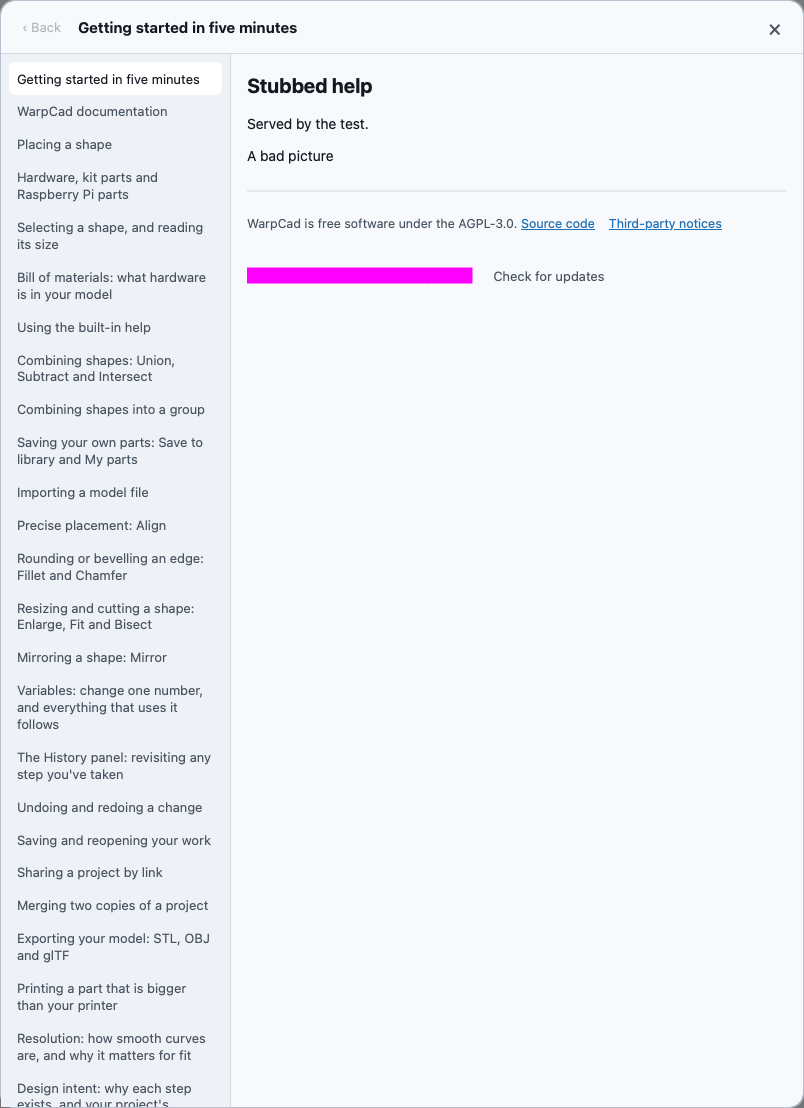 ‹ Back
Getting started in five minutes
×
Getting started in five minutes
WarpCad documentation
Placing a shape
Hardware, kit parts and
Raspberry Pi parts
Selecting a shape, and reading
its size
Bill of materials: what hardware
is in your model
Using the built-in help
Combining shapes: Union,
Subtract and Intersect
Combining shapes into a group
Saving your own parts: Save to
library and My parts
Importing a model file
Precise placement: Align
Rounding or bevelling an edge:
Fillet and Chamfer
Resizing and cutting a shape:
Enlarge, Fit and Bisect
Mirroring a shape: Mirror
Variables: change one number,
and everything that uses it
follows
The History panel: revisiting any
step you've taken
Undoing and redoing a change
Saving and reopening your work
Sharing a project by link
Merging two copies of a project
Exporting your model: STL, OBJ
and glTF
Printing a part that is bigger
than your printer
Resolution: how smooth curves
are, and why it matters for fit
Design intent: why each step
exists, and your project's
Stubbed help
Served by the test.
A bad picture
WarpCad is free software under the AGPL-3.0. Source code Third-party notices
Check for updates